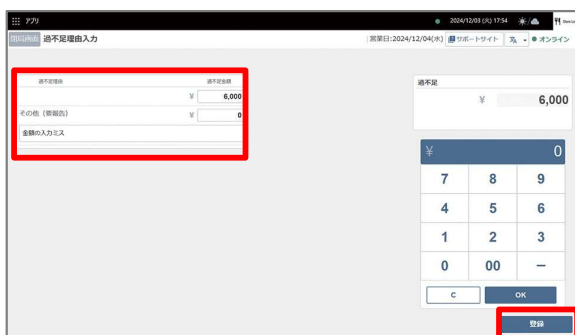 アプリ
2024/12/03 (火) 17:54
過不足理由入力
営業日:2024/12/04(水)
サポートサイト
オンライン
過不足理由 過不足金額
¥ 6,000
その他（要報告） ¥ 0
金額の入力ミス
過不足
¥ 6,000
¥ 0
7 8 9
4 5 6
1 2 3
0 00 －
C OK
登録